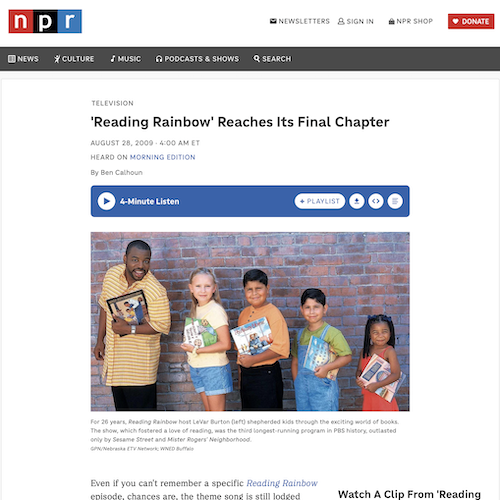 npr
NEWSLETTERS SIGN IN NPR SHOP DONATE
NEWS CULTURE MUSIC PODCASTS & SHOWS SEARCH
TELEVISION
'Reading Rainbow' Reaches Its Final Chapter
AUGUST 28, 2009 · 4:00 AM ET
HEARD ON MORNING EDITION
By Ben Calhoun
4-Minute Listen + PLAYLIST
For 26 years, Reading Rainbow host LeVar Burton (left) shepherded kids through the exciting world of books.
The show, which fostered a love of reading, was the third longest-running program in PBS history, outlasted
only by Sesame Street and Mister Rogers' Neighborhood.
GPN/Nebraska ETV Network; WNED Buffalo
Even if you can't remember a specific Reading Rainbow
episode, chances are, the theme song is still lodged
Watch A Clip From 'Reading